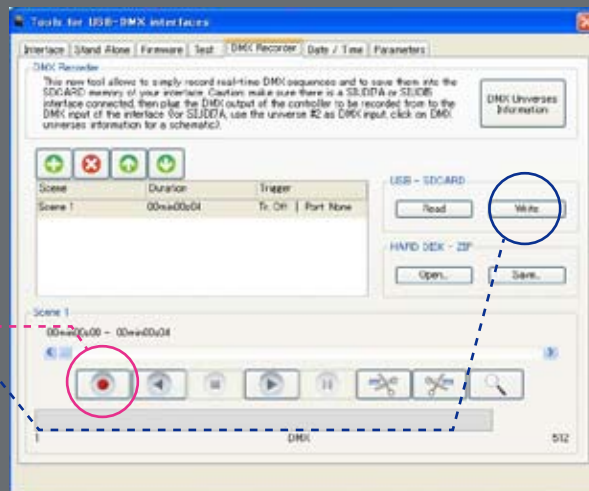 Tools for USB-DMX interfaces
Interface | Stand Alone | Firmware | Test | DMX Recorder | Date / Time | Parameters
DMX Recorder
This new tool allows to simply record real-time DMX sequences and to save them into the
SDCARD memory of your interface. Caution: make sure there is a
interface connected, then plug the DMX output of the controller to be recorded from to the
DMX input of the interface (for use the universe #2 as DMX input, click on DMX
universes information for a schematic).
DMX Universes
Information
Scene Duration Trigger
Scene 1 00min00s04 Tr. Off | Port None
USB - SDCARD
Read Write
HARD DISK - ZIP
Open.. Save..
Scene 1
00min00s00 - 00min00s04
1 DMX 512